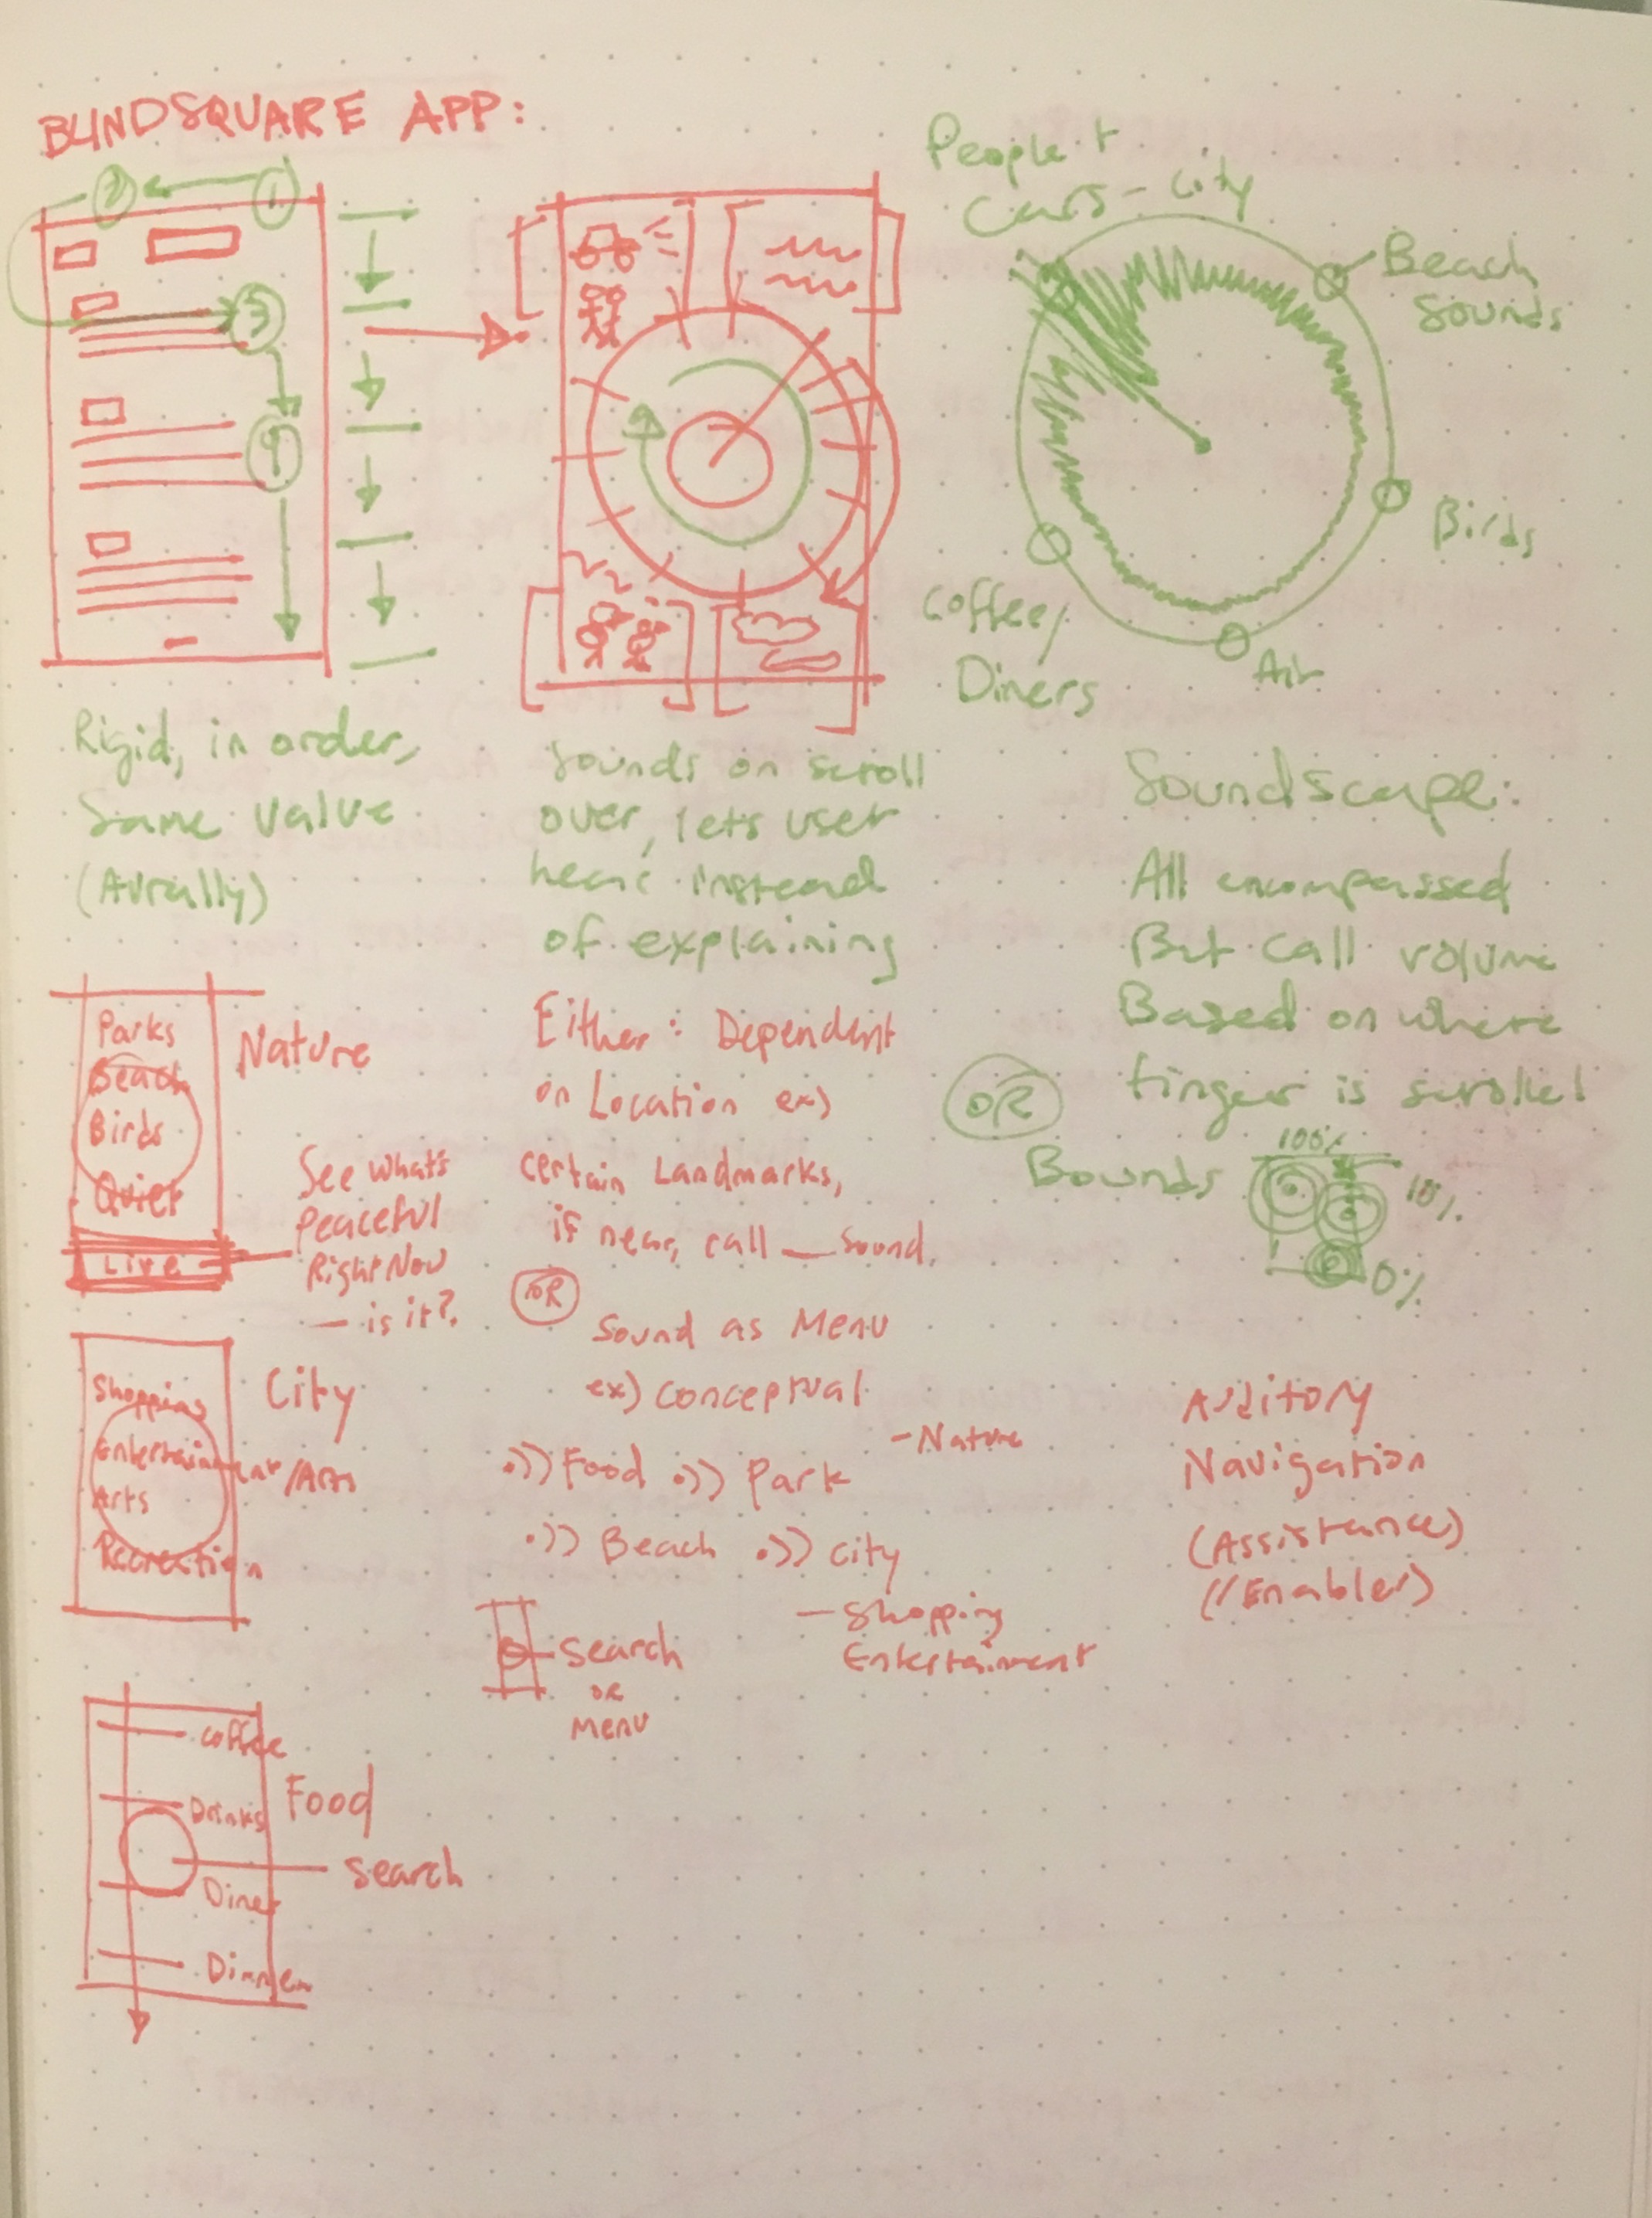 BLINDSQUARE APP:
1
2
3
4
People +
Cars - City
Beach
Sounds
Birds
Air
Coffee/
Diners
Rigid, in order,
Same value
(Aurally)
Sounds on scroll
over, lets user
hear instead
of explaining
Soundscape:
All encompassed
But call volume
Based on where
finger is scrolled
OR
Bounds
100%
10%
0%
Parks
Beach
Birds
Quiet
Live
Nature
See what's
Peaceful
Right Now
— is it?
Either: Dependent
on Location ex)
certain Landmarks,
if near, call __ sound.
OR
Sound as Menu
ex) conceptual
Food
Park
- Nature
Beach
City
— Shopping
Entertainment
Search
OR
Menu
Auditory
Navigation
(Assistance)
(/Enabler)
Shopping
Entertainment/Arts
Arts
Recreation
City
Coffee
Drinks
Diner
Dinner
Food
Search